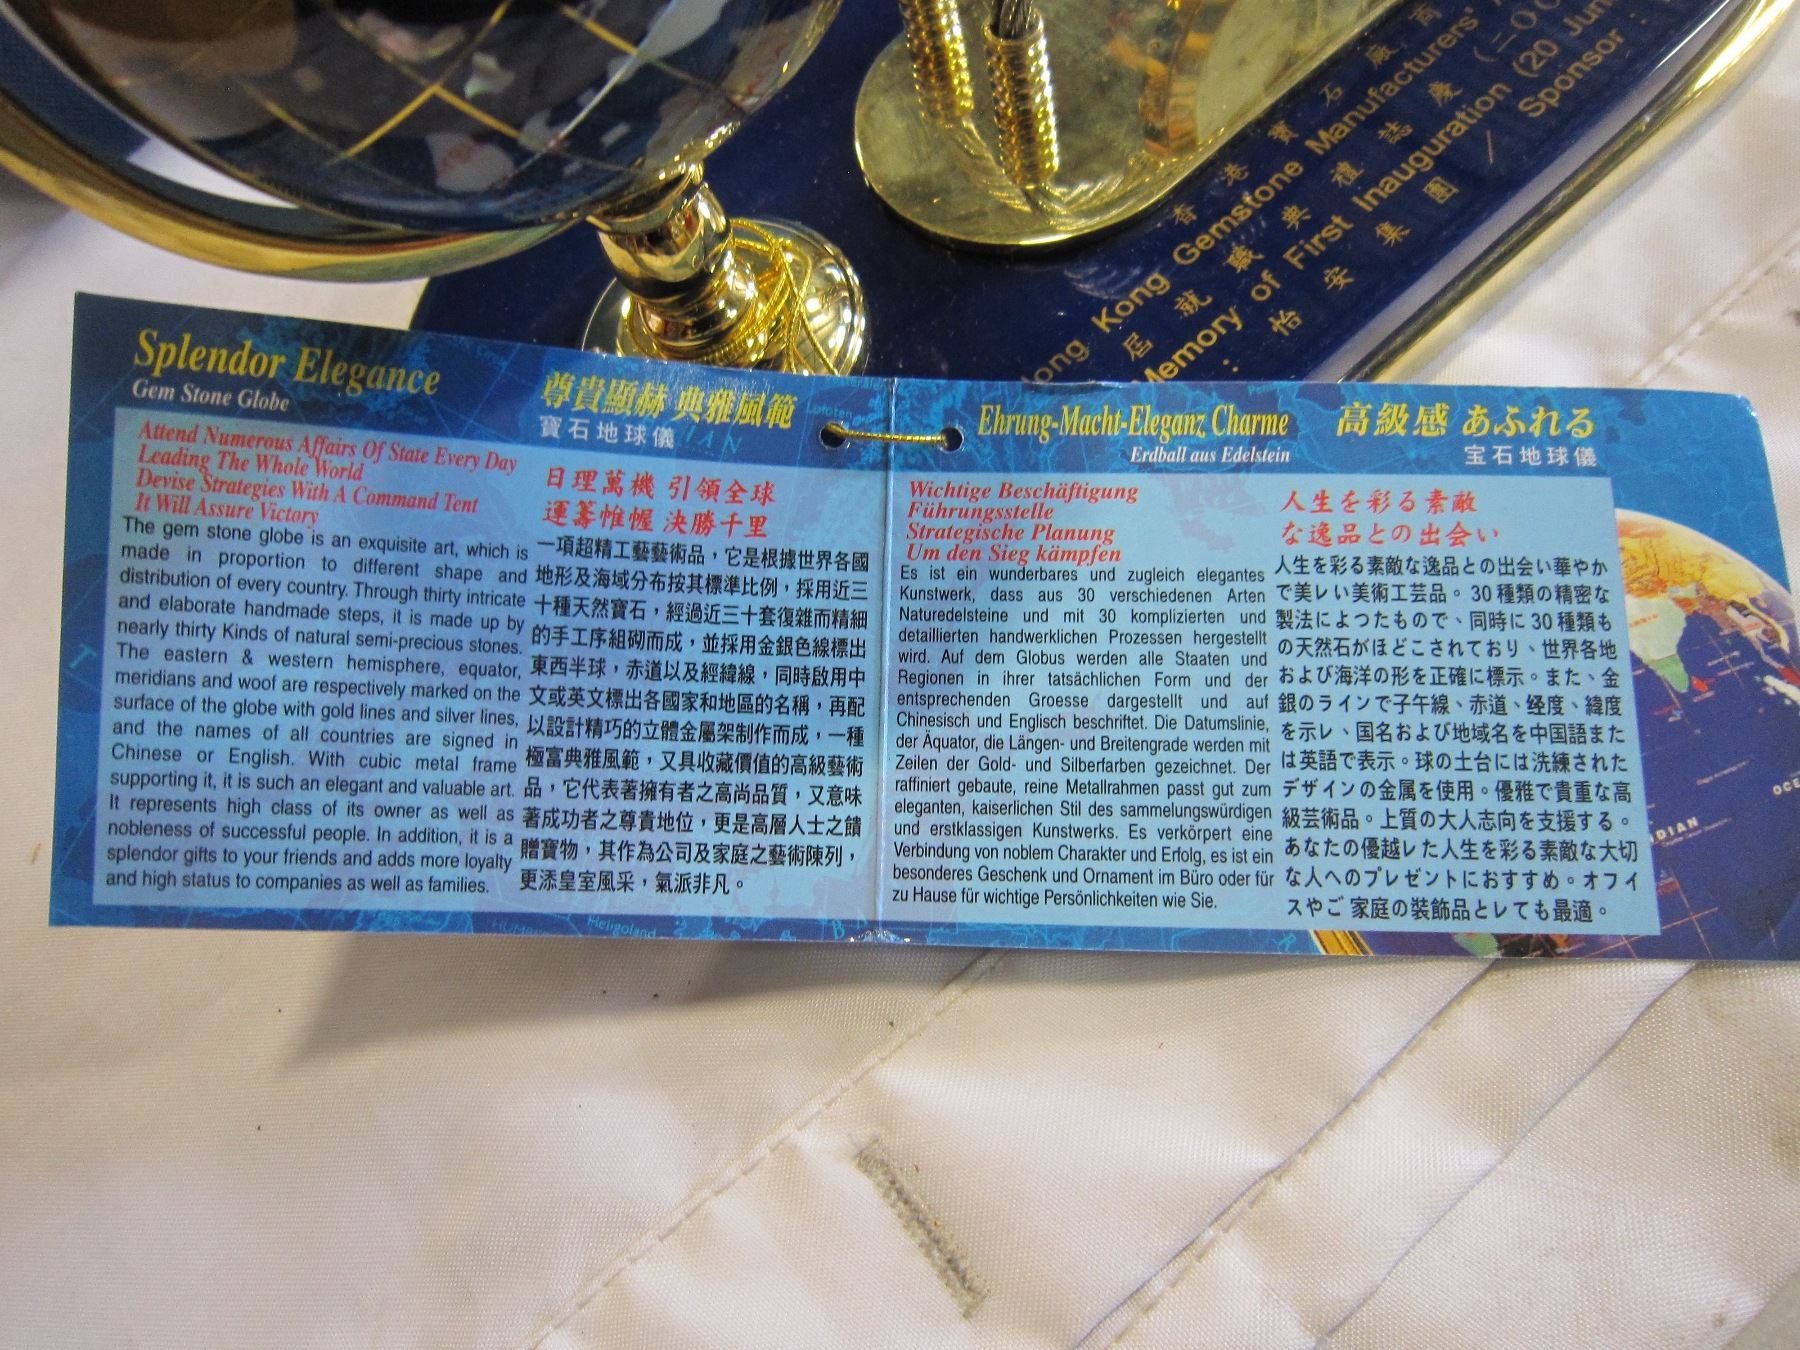 香港寶石廠商
Hong Kong Gemstone Manufacturers'
屆就職典禮誌慶
Memory of First Inauguration (20 June
: 怡安集團 / Sponsor :
Splendor Elegance
Gem Stone Globe
Attend Numerous Affairs Of State Every Day
Leading The Whole World
Devise Strategies With A Command Tent
It Will Assure Victory
The gem stone globe is an exquisite art, which is
made in proportion to different shape and
distribution of every country. Through thirty intricate
and elaborate handmade steps, it is made up by
nearly thirty Kinds of natural semi-precious stones.
The eastern & western hemisphere, equator,
meridians and woof are respectively marked on the
surface of the globe with gold lines and silver lines,
and the names of all countries are signed in
Chinese or English. With cubic metal frame
supporting it, it is such an elegant and valuable art.
It represents high class of its owner as well as
nobleness of successful people. In addition, it is a
splendor gifts to your friends and adds more loyalty
and high status to companies as well as families.
尊貴顯赫 典雅風範
寶石地球儀
日理萬機 引領全球
運籌帷幄 決勝千里
一項超精工藝藝術品，它是根據世界各國
地形及海域分布按其標準比例，採用近三
十種天然寶石，經過近三十套復雜而精細
的手工序組砌而成，並採用金銀色線標出
東西半球，赤道以及經緯線，同時啟用中
文或英文標出各國家和地區的名稱，再配
以設計精巧的立體金屬架制作而成，一種
極富典雅風範，又具收藏價值的高級藝術
品，它代表著擁有者之高尚品質，又意味
著成功者之尊貴地位，更是高層人士之饋
贈寶物，其作為公司及家庭之藝術陳列，
更添皇室風采，氣派非凡。
Ehrung-Macht-Eleganz Charme
Erdball aus Edelstein
Wichtige Beschäftigung
Führungsstelle
Strategische Planung
Um den Sieg kämpfen
Es ist ein wunderbares und zugleich elegantes
Kunstwerk, dass aus 30 verschiedenen Arten
Naturedelsteine und mit 30 komplizierten und
detaillierten handwerklichen Prozessen hergestellt
wird. Auf dem Globus werden alle Staaten und
Regionen in ihrer tatsächlichen Form und der
entsprechenden Groesse dargestellt und auf
Chinesisch und Englisch beschriftet. Die Datumslinie,
der Äquator, die Längen- und Breitengrade werden mit
Zeilen der Gold- und Silberfarben gezeichnet. Der
raffiniert gebaute, reine Metallrahmen passt gut zum
eleganten, kaiserlichen Stil des sammelungswürdigen
und erstklassigen Kunstwerks. Es verkörpert eine
Verbindung von noblem Charakter und Erfolg, es ist ein
besonderes Geschenk und Ornament im Büro oder für
zu Hause für wichtige Persönlichkeiten wie Sie.
高級感 あふれる
宝石地球儀
人生を彩る素敵
な逸品との出会い
人生を彩る素敵な逸品との出会い華やか
で美レい美術工芸品。30種類の精密な
製法によつたもので、同時に30種類も
の天然石がほどこされており、世界各地
および海洋の形を正確に標示。また、金
銀のラインで子午線、赤道、経度、緯度
を示レ、国名および地域名を中国語また
は英語で表示。球の土台には洗練された
デザインの金属を使用。優雅で貴重な高
級芸術品。上質の大人志向を支援する。
あなたの優越レた人生を彩る素敵な大切
な人へのプレゼントにおすすめ。オフイ
スやご家庭の装飾品とレても最適。
Heligoland